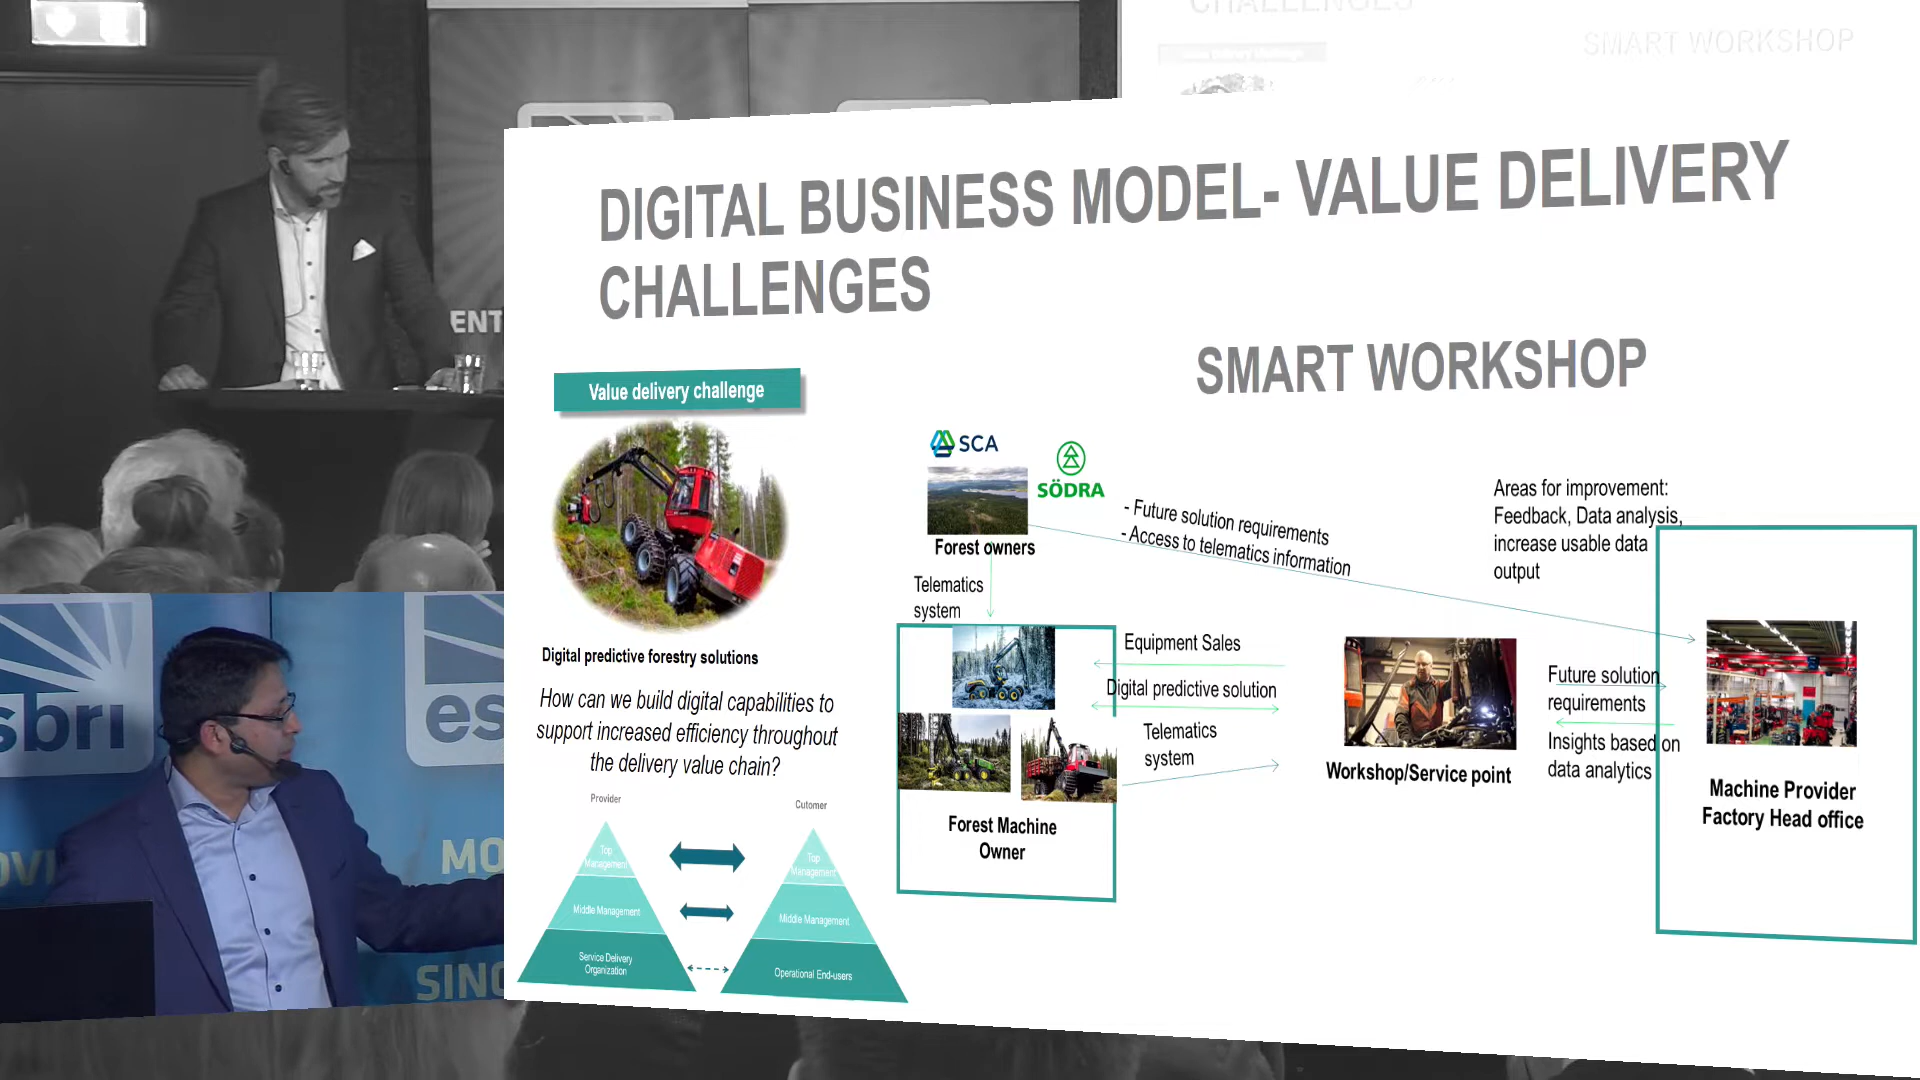 CHALLENGES
SMART WORKSHOP
DIGITAL BUSINESS MODEL- VALUE DELIVERY
CHALLENGES
SMART WORKSHOP
Value delivery challenge
SCA
SÖDRA
Forest owners
- Future solution requirements
- Access to telematics information
Areas for improvement:
Feedback, Data analysis,
increase usable data
output
Telematics
system
Digital predictive forestry solutions
How can we build digital capabilities to
support increased efficiency throughout
the delivery value chain?
Equipment Sales
Digital predictive solution
Telematics
system
Forest Machine
Owner
Workshop/Service point
Future solution
requirements
Insights based on
data analytics
Machine Provider
Factory Head office
Provider
Cutomer
Top
Management
Middle Management
Service Delivery
Organization
Top
Management
Middle Management
Operational End-users
ENT
sbri
es
OVI
MO
SINC